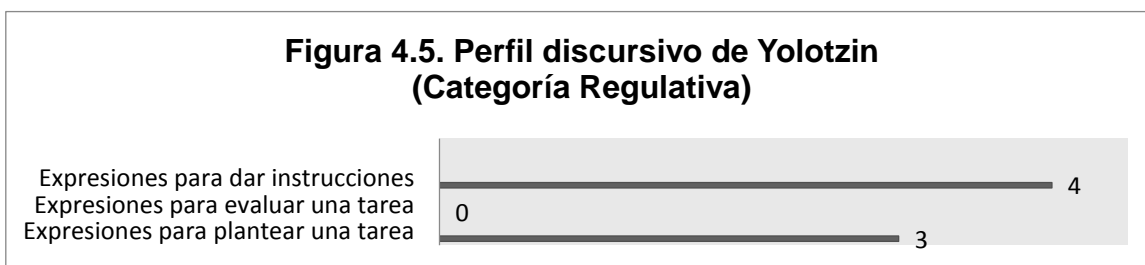 Figura 4.5. Perfil discursivo de Yolotzin
(Categoría Regulativa)
Expresiones para dar instrucciones
4
Expresiones para evaluar una tarea
0
Expresiones para plantear una tarea
3